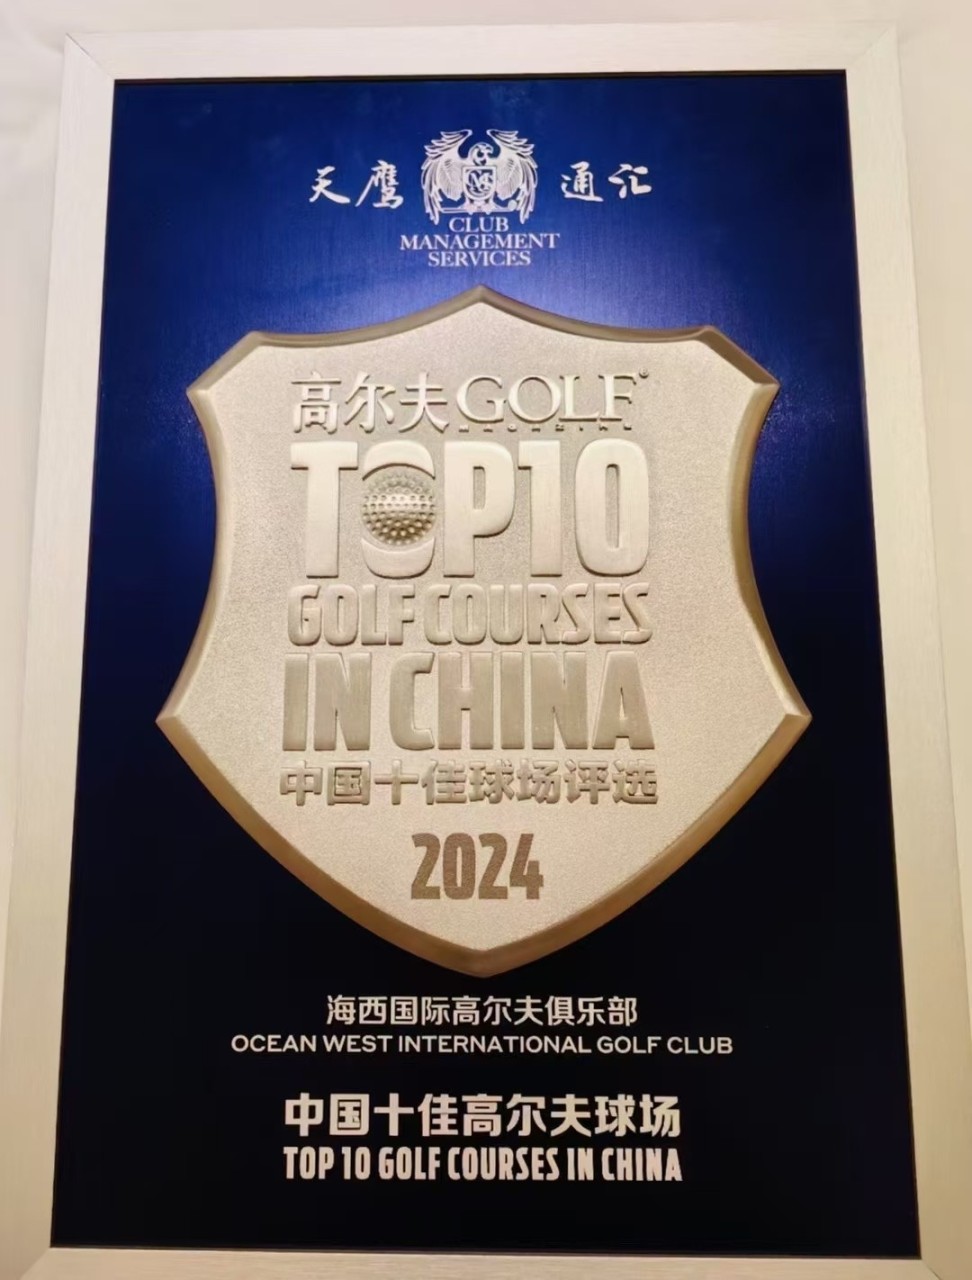 天鹰 通汇
CLUB
MANAGEMENT
SERVICES
高尔夫GOLF®
TOP10
GOLF COURSES
IN CHINA
中国十佳球场评选
2024
海西国际高尔夫俱乐部
OCEAN WEST INTERNATIONAL GOLF CLUB
中国十佳高尔夫球场
TOP 10 GOLF COURSES IN CHINA